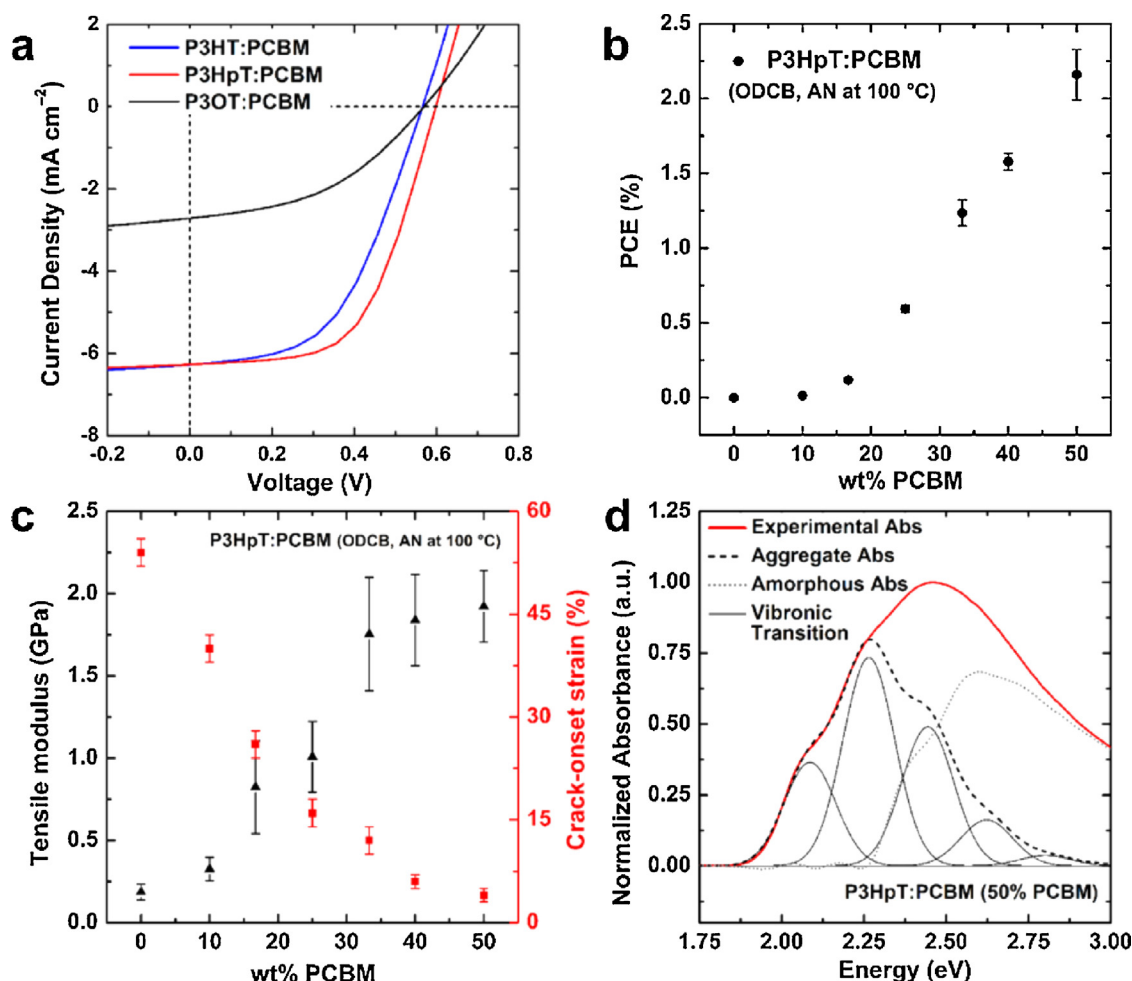 a
P3HT:PCBM
P3HpT:PCBM
P3OT:PCBM
2
0
-2
-4
-6
-8
-0.2
0.0
0.2
0.4
0.6
0.8
Current Density (mA cm⁻²)
Voltage (V)
b
P3HpT:PCBM
(ODCB, AN at 100 °C)
2.5
2.0
1.5
1.0
0.5
0.0
0
10
20
30
40
50
PCE (%)
wt% PCBM
c
P3HpT:PCBM (ODCB, AN at 100 °C)
2.5
2.0
1.5
1.0
0.5
0.0
60
45
30
15
0
0
10
20
30
40
50
Tensile modulus (GPa)
Crack-onset strain (%)
wt% PCBM
d
Experimental Abs
Aggregate Abs
Amorphous Abs
Vibronic
Transition
1.25
1.00
0.75
0.50
0.25
0.00
P3HpT:PCBM (50% PCBM)
1.75
2.00
2.25
2.50
2.75
3.00
Normalized Absorbance (a.u.)
Energy (eV)